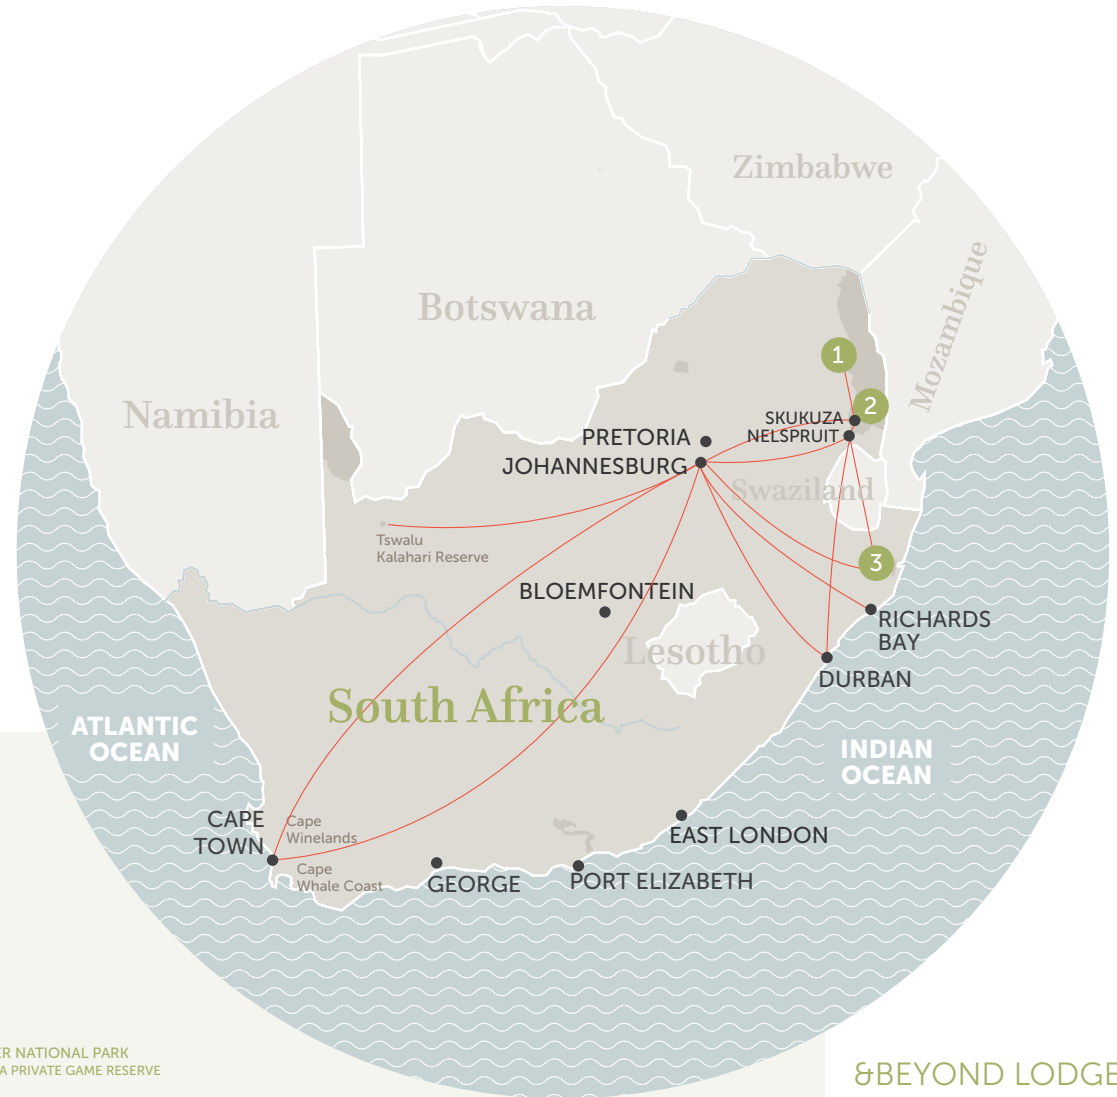 Zimbabwe
Botswana
Mozambique
Namibia
1
2
SKUKUZA
NELSPRUIT
PRETORIA
JOHANNESBURG
Swaziland
Tswalu
Kalahari Reserve
3
BLOEMFONTEIN
RICHARDS
BAY
Lesotho
DURBAN
South Africa
ATLANTIC
OCEAN
INDIAN
OCEAN
CAPE
TOWN
Cape
Winelands
EAST LONDON
Cape
Whale Coast
GEORGE
PORT ELIZABETH
ER NATIONAL PARK
A PRIVATE GAME RESERVE
&BEYOND LODGE